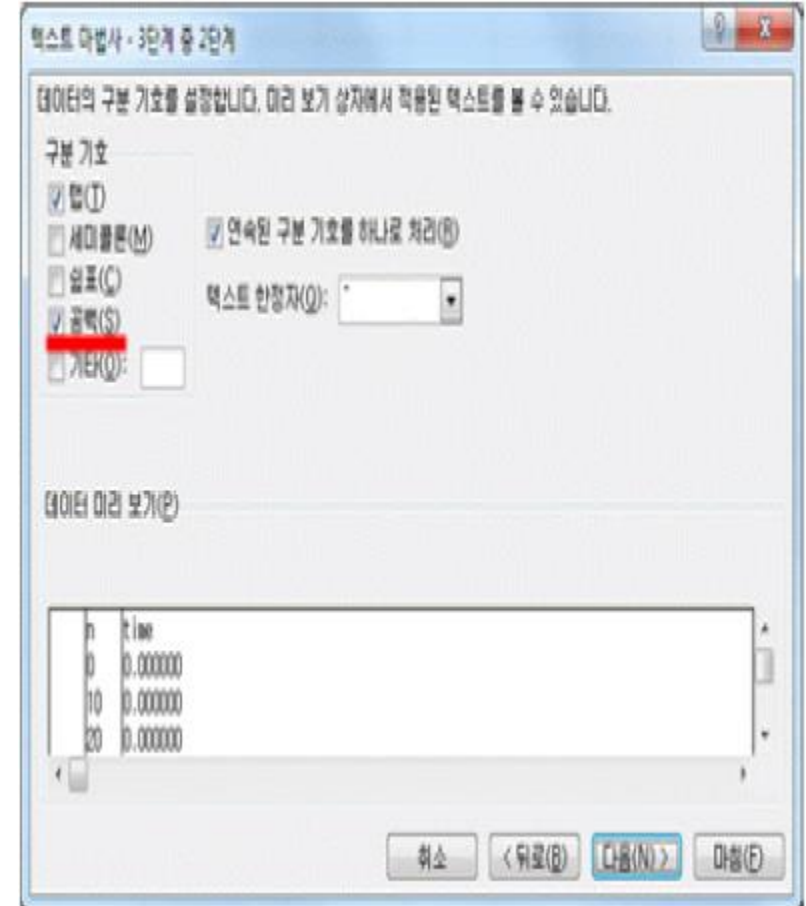 텍스트 마법사 - 3단계 중 2단계
데이터의 구분 기호를 설정합니다. 미리 보기 상자에서 적용된 텍스트를 볼 수 있습니다.
구분 기호
탭(T)
세미콜론(M)
쉼표(C)
공백(S)
기타(O):
연속된 구분 기호를 하나로 처리(R)
텍스트 한정자(Q): "
데이터 미리 보기(P)
n time
0 0.000000
10 0.000000
20 0.000000
취소 < 뒤로(B) 다음(N) > 마침(F)